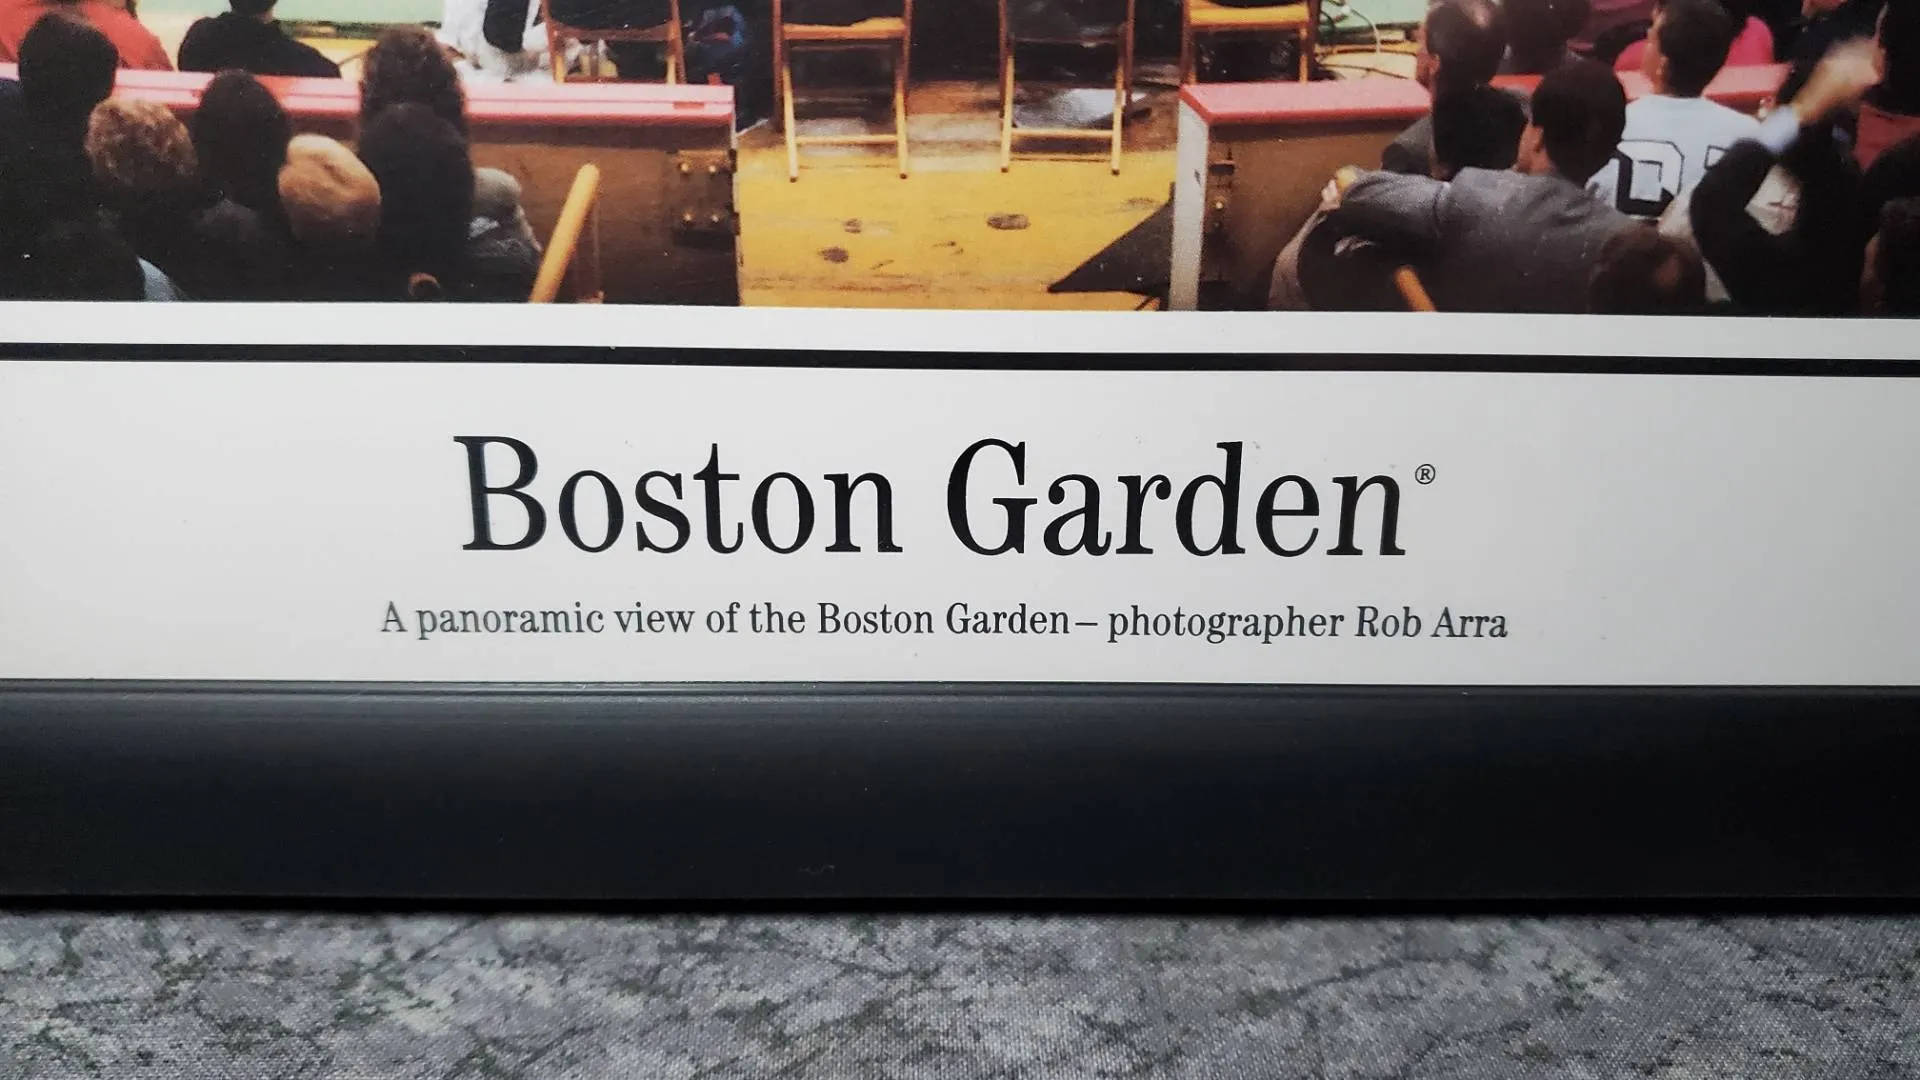 Boston Garden®
A panoramic view of the Boston Garden– photographer Rob Arra